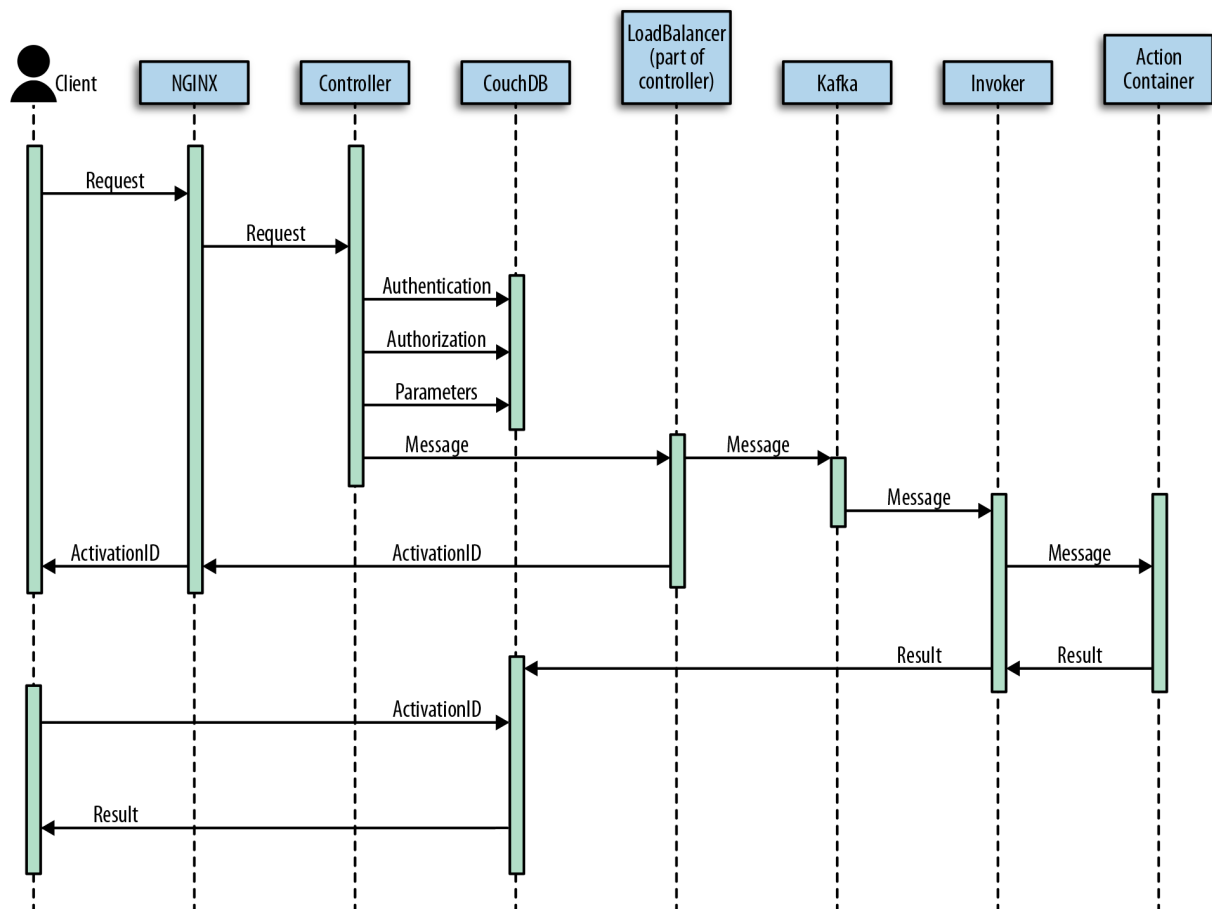 LoadBalancer
(part of
controller)
Client
NGINX
Controller
CouchDB
Kafka
Invoker
Action
Container
Request
Request
Authentication
Authorization
Parameters
Message
Message
Message
ActivationID
ActivationID
Message
Result
Result
ActivationID
Result